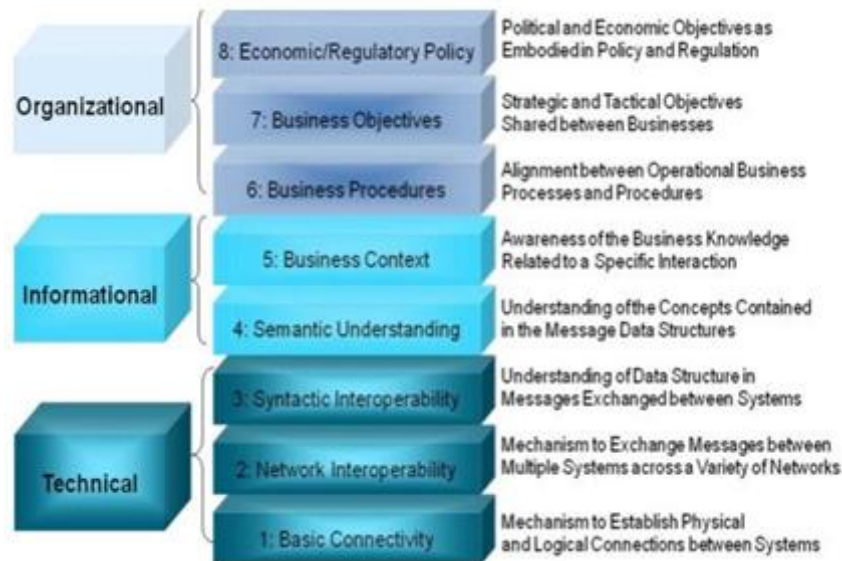 Organizational
8: Economic/Regulatory Policy
Political and Economic Objectives as
Embodied in Policy and Regulation
7: Business Objectives
Strategic and Tactical Objectives
Shared between Businesses
6: Business Procedures
Alignment between Operational Business
Processes and Procedures
Informational
5: Business Context
Awareness of the Business Knowledge
Related to a Specific Interaction
4: Semantic Understanding
Understanding of the Concepts Contained
in the Message Data Structures
Technical
3: Syntactic Interoperability
Understanding of Data Structure in
Messages Exchanged between Systems
2: Network Interoperability
Mechanism to Exchange Messages between
Multiple Systems across a Variety of Networks
1: Basic Connectivity
Mechanism to Establish Physical
and Logical Connections between Systems